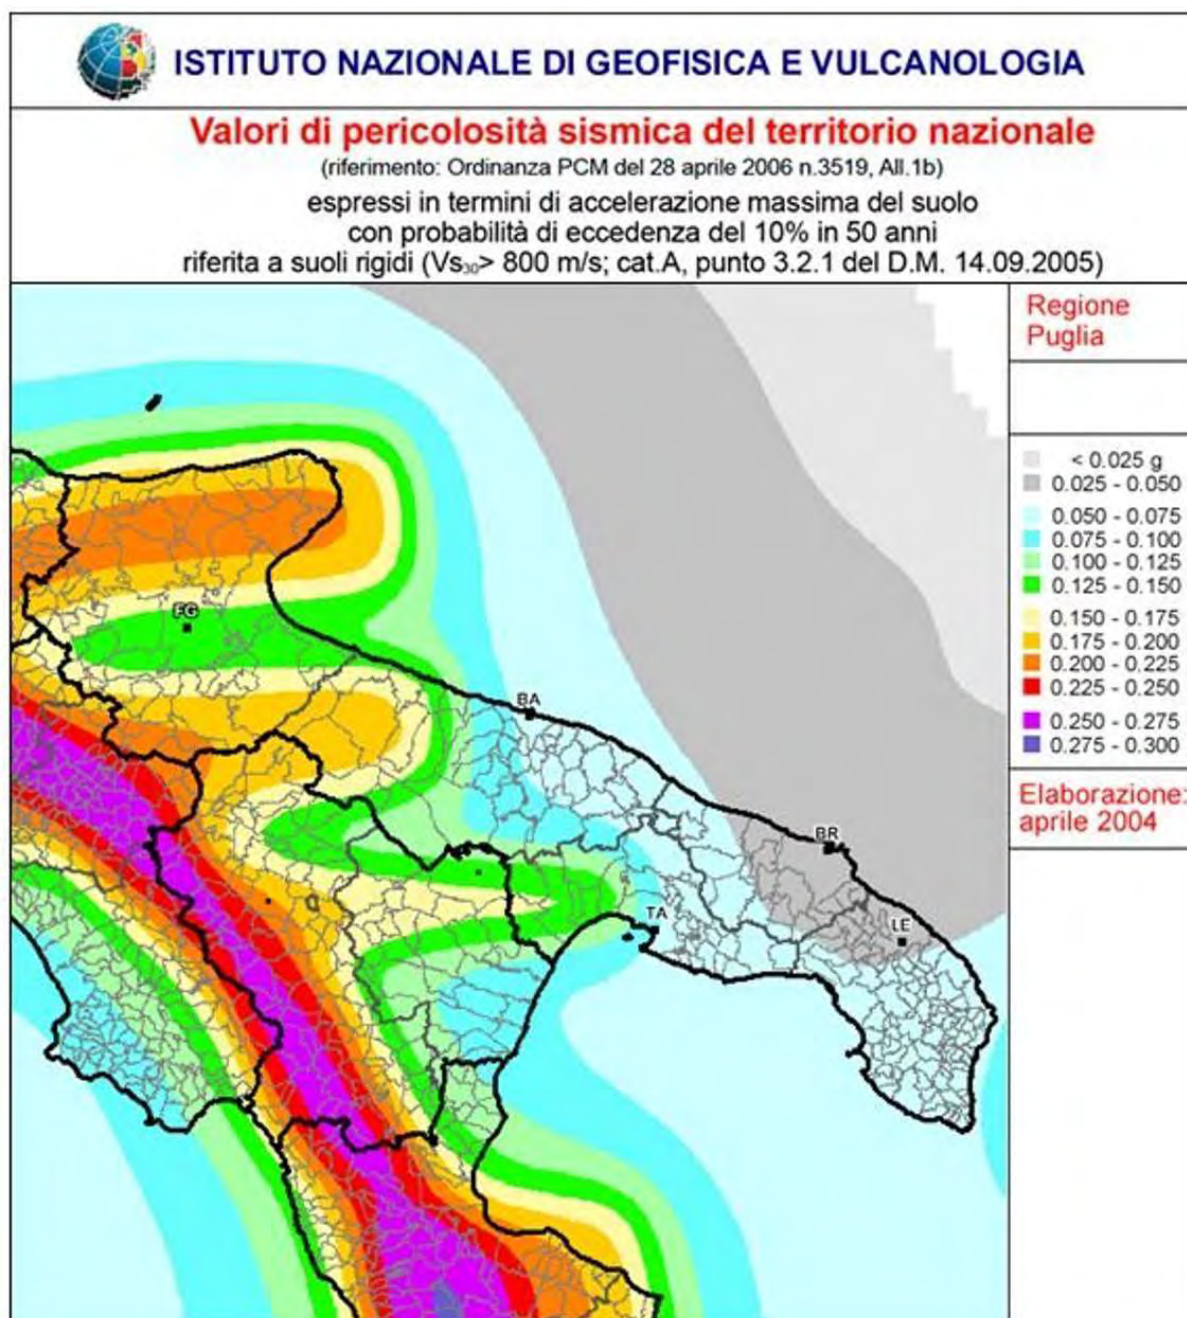 ISTITUTO NAZIONALE DI GEOFISICA E VULCANOLOGIA
Valori di pericolosità sismica del territorio nazionale
(riferimento: Ordinanza PCM del 28 aprile 2006 n.3519, All.1b)
espressi in termini di accelerazione massima del suolo
con probabilità di eccedenza del 10% in 50 anni
riferita a suoli rigidi (Vs30> 800 m/s; cat.A, punto 3.2.1 del D.M. 14.09.2005)
Regione
Puglia
< 0.025 g
0.025 - 0.050
0.050 - 0.075
0.075 - 0.100
0.100 - 0.125
0.125 - 0.150
0.150 - 0.175
0.175 - 0.200
0.200 - 0.225
0.225 - 0.250
0.250 - 0.275
0.275 - 0.300
Elaborazione:
aprile 2004
FG
BA
BR
TA
LE